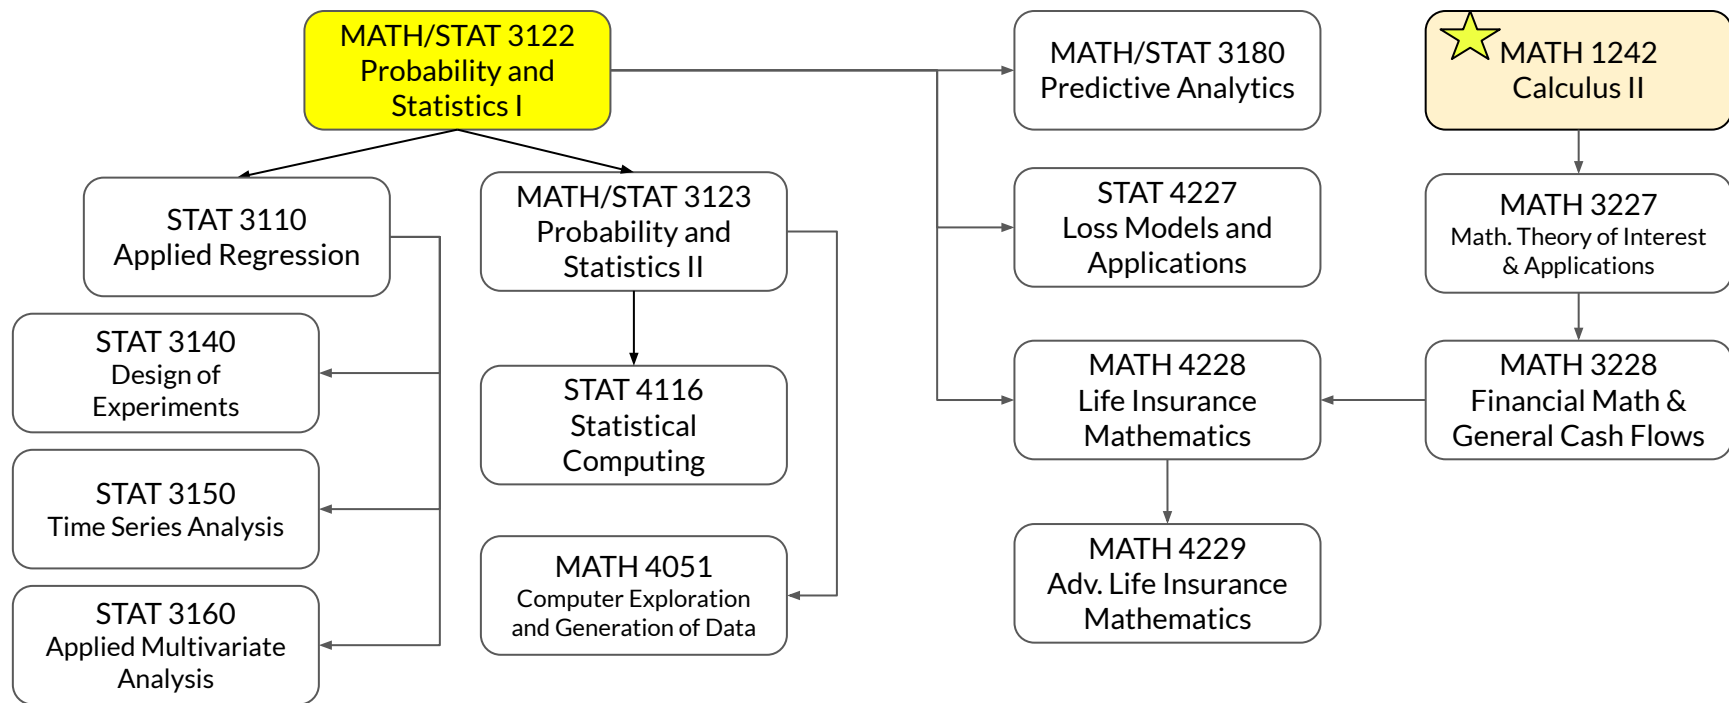 MATH/STAT 3122
Probability and
Statistics I
MATH/STAT 3180
Predictive Analytics
MATH 1242
Calculus II
STAT 3110
Applied Regression
MATH/STAT 3123
Probability and
Statistics II
STAT 4227
Loss Models and
Applications
MATH 3227
Math. Theory of Interest
& Applications
STAT 3140
Design of
Experiments
STAT 4116
Statistical
Computing
MATH 4228
Life Insurance
Mathematics
MATH 3228
Financial Math &
General Cash Flows
STAT 3150
Time Series Analysis
MATH 4051
Computer Exploration
and Generation of Data
MATH 4229
Adv. Life Insurance
Mathematics
STAT 3160
Applied Multivariate
Analysis